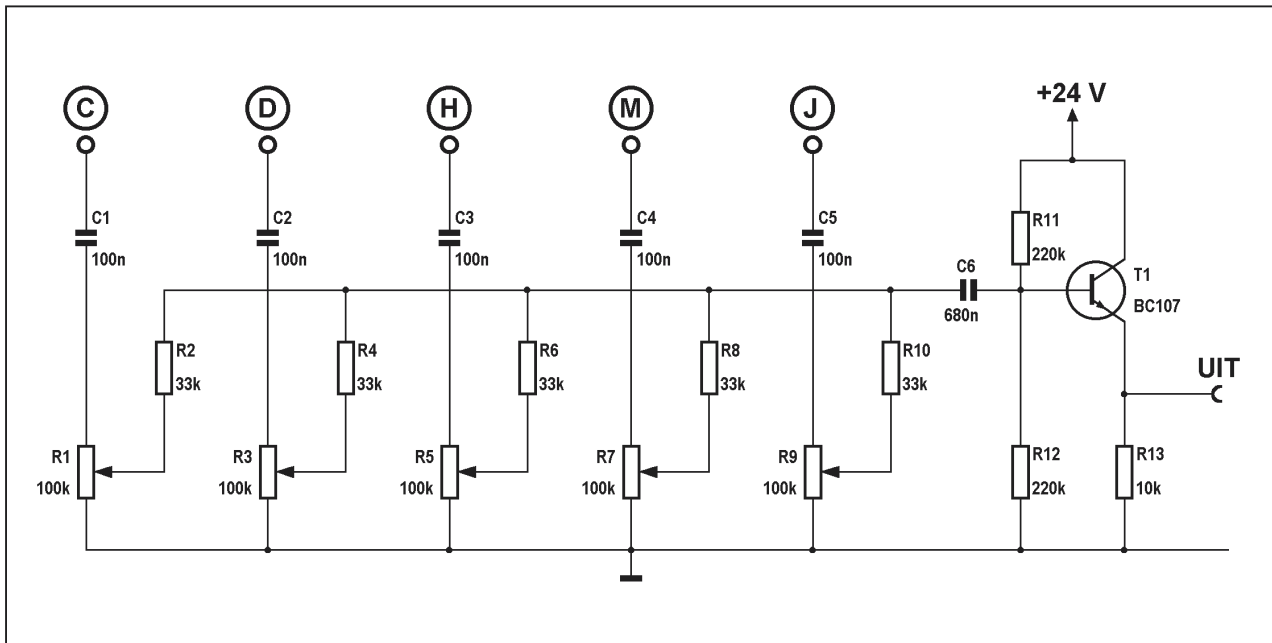 C D H M J
+24 V
C1 C2 C3 C4 C5
R11
100n 100n 100n 100n 100n
220k
C6
T1
680n
BC107
R2 R4 R6 R8 R10
33k 33k 33k 33k 33k
UIT
R1 R3 R5 R7 R9 R12 R13
100k 100k 100k 100k 100k 220k 10k